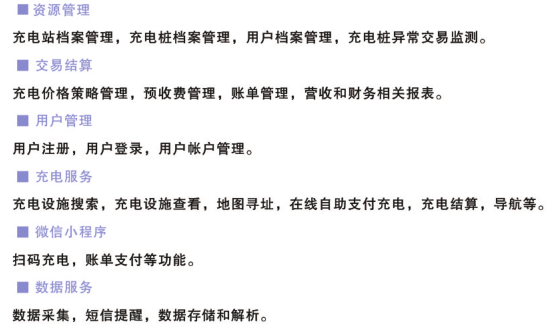 ■ 资源管理
充电站档案管理，充电桩档案管理，用户档案管理，充电桩异常交易监测。
■ 交易结算
充电价格策略管理，预收费管理，账单管理，营收和财务相关报表。
■ 用户管理
用户注册，用户登录，用户帐户管理。
■ 充电服务
充电设施搜索，充电设施查看，地图寻址，在线自助支付充电，充电结算，导航等。
■ 微信小程序
扫码充电，账单支付等功能。
■ 数据服务
数据采集，短信提醒，数据存储和解析。